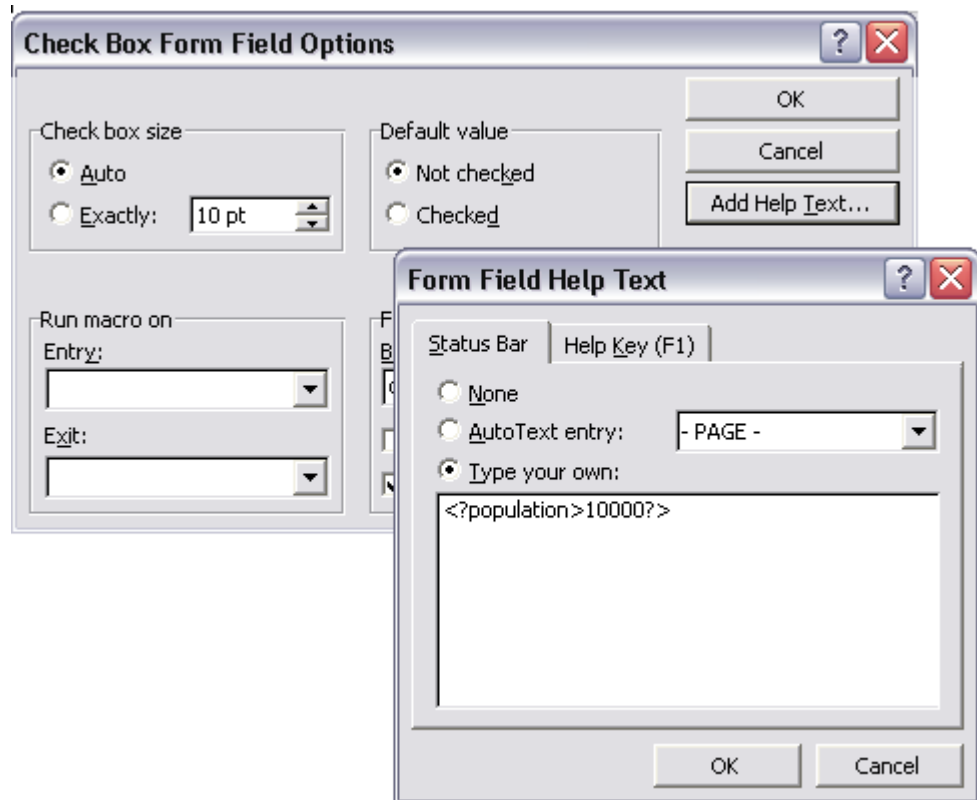 Check Box Form Field Options
OK
Check box size
Default value
Cancel
Auto
Not checked
Exactly: 10 pt
Checked
Add Help Text...
Run macro on
Entry:
Exit:
Form Field Help Text
Status Bar
Help Key (F1)
None
AutoText entry: - PAGE -
Type your own:
<?population>10000?>
OK
Cancel